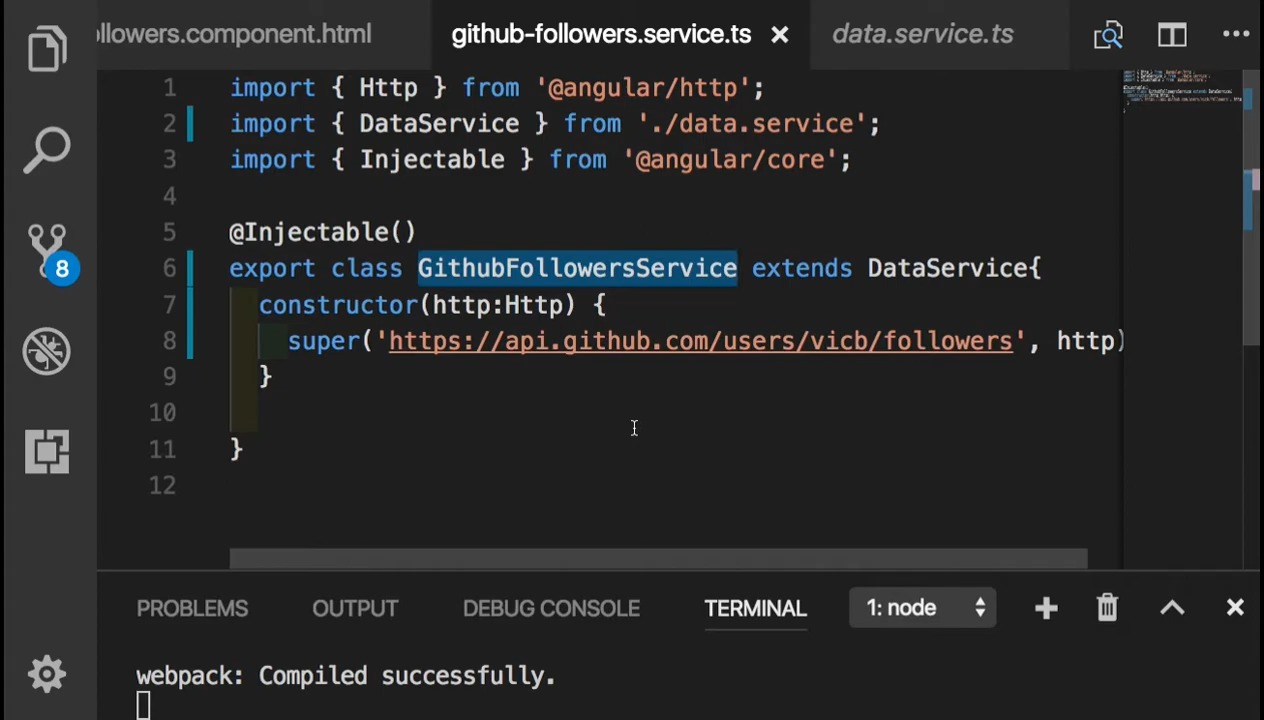 llowers.component.html github-followers.service.ts data.service.ts
1 import { Http } from '@angular/http';
2 import { DataService } from './data.service';
3 import { Injectable } from '@angular/core';
4
5 @Injectable()
6 export class GithubFollowersService extends DataService{
7 constructor(http:Http) {
8 super('https://api.github.com/users/vicb/followers', http)
9 }
10
11 }
12
8
PROBLEMS OUTPUT DEBUG CONSOLE TERMINAL 1: node
webpack: Compiled successfully.